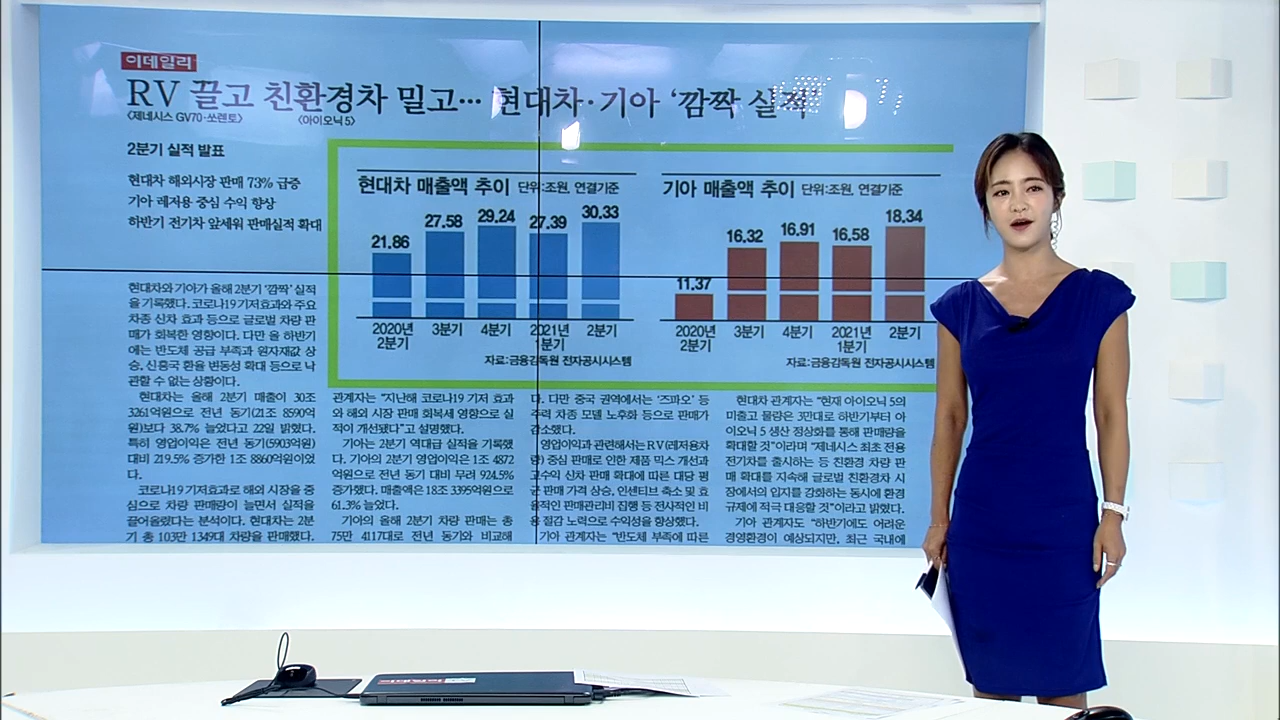 이데일리
RV 끌고 친환경차 밀고… 현대차·기아 ‘깜짝 실적’
〈제네시스 GV70·쏘렌토〉 〈아이오닉 5〉
2분기 실적 발표
현대차 해외시장 판매 73% 급증
기아 레저용 중심 수익 향상
하반기 전기차 앞세워 판매실적 확대
현대차 매출액 추이 단위:조원, 연결기준
21.86 27.58 29.24 27.39 30.33
2020년 2분기 3분기 4분기 2021년 1분기 2분기
자료:금융감독원 전자공시시스템
기아 매출액 추이 단위:조원, 연결기준
11.37 16.32 16.91 16.58 18.34
2020년 2분기 3분기 4분기 2021년 1분기 2분기
자료:금융감독원 전자공시시스템
현대차와 기아가 올해 2분기 ‘깜짝’ 실적
을 기록했다. 코로나19 기저효과와 주요
차종 신차 효과 등으로 글로벌 차량 판
매가 회복한 영향이다. 다만 올 하반기
에는 반도체 공급 부족과 원자재값 상
승, 신흥국 환율 변동성 확대 등으로 낙
관할 수 없는 상황이다.
현대차는 올해 2분기 매출이 30조
3261억원으로 전년 동기(21조 8590억
원)보다 38.7% 늘었다고 22일 밝혔다.
특히 영업이익은 전년 동기(5903억원)
대비 219.5% 증가한 1조 8860억원이었
다.
코로나19 기저효과로 해외 시장을 중
심으로 차량 판매량이 늘면서 실적을
끌어올렸다는 분석이다. 현대차는 2분
기 총 103만 1349대 차량을 판매했다.
관계자는 “지난해 코로나19 기저 효과
와 해외 시장 판매 회복세 영향으로 실
적이 개선됐다”고 설명했다.
기아는 2분기 역대급 실적을 기록했
다. 기아의 2분기 영업이익은 1조 4872
억원으로 전년 동기 대비 무려 924.5%
증가했다. 매출액은 18조 3395억원으로
61.3% 늘었다.
기아의 올해 2분기 차량 판매는 총
75만 4117대로 전년 동기와 비교해
다. 다만 중국 권역에서는 ‘즈파오’ 등
주력 차종 모델 노후화 등으로 판매가
감소했다.
영업이익과 관련해서는 RV(레저용차
량) 중심 판매로 인한 제품 믹스 개선과
고수익 신차 판매 확대에 따른 대당 평
균 판매 가격 상승, 인센티브 축소 및 효
율적인 판매관리비 집행 등 전사적인 비
용 절감 노력으로 수익성을 향상했다.
기아 관계자는 “반도체 부족에 따른
현대차 관계자는 “현재 아이오닉 5의
미출고 물량은 3만대로 하반기부터 아
이오닉 5 생산 정상화를 통해 판매량을
확대할 것”이라며 “제네시스 최초 전용
전기차를 출시하는 등 친환경 차량 판
매 확대를 지속해 글로벌 친환경차 시
장에서의 입지를 강화하는 동시에 환경
규제에 적극 대응할 것”이라고 밝혔다.
기아 관계자도 “하반기에도 어려운
경영환경이 예상되지만, 최근 국내에
이데일리